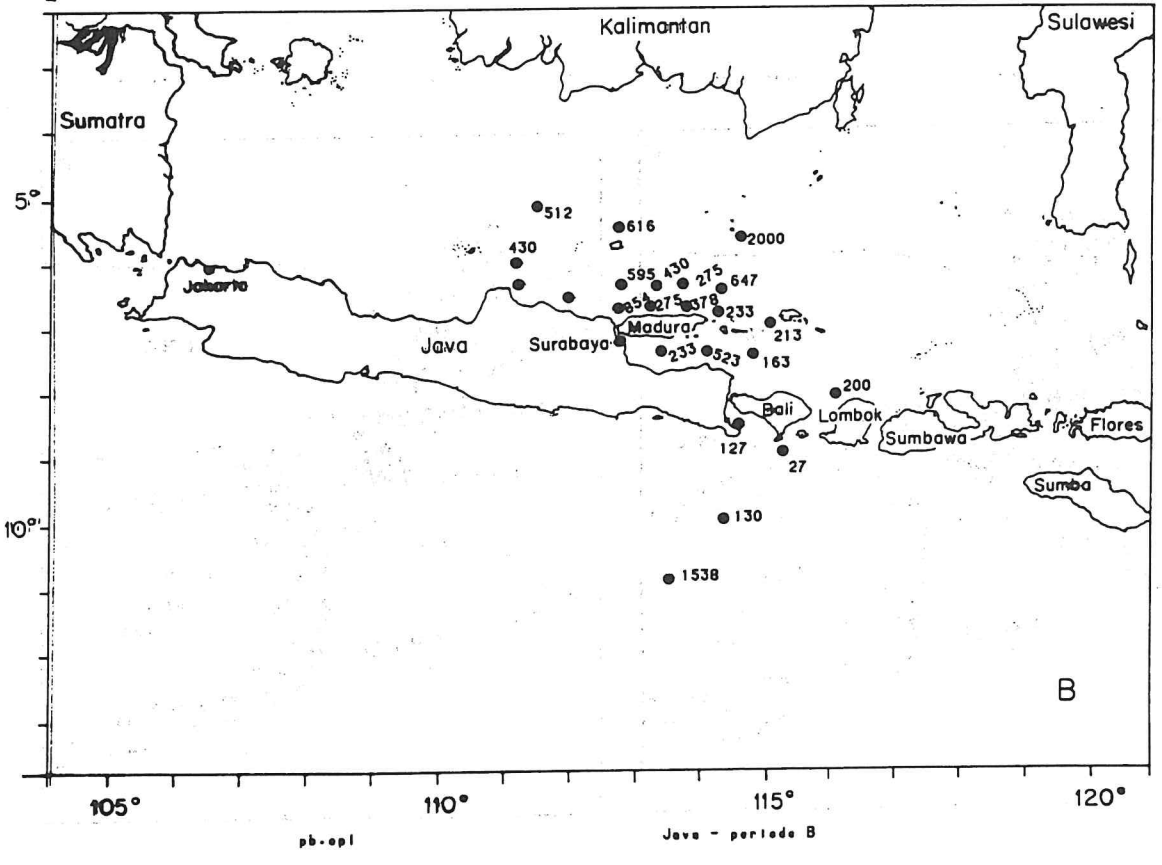 Kalimantan
Sulawesi
Sumatra
5°
512
616
2000
430
595
430
275
647
Jakarta
854
275
378
233
Madura
213
Java
Surabaya
233
523
163
200
Bali
Lombok
Sumbawa
Flores
127
27
Sumba
10°
130
1538
B
105°
110°
115°
120°
pb-opl
Java - periode B